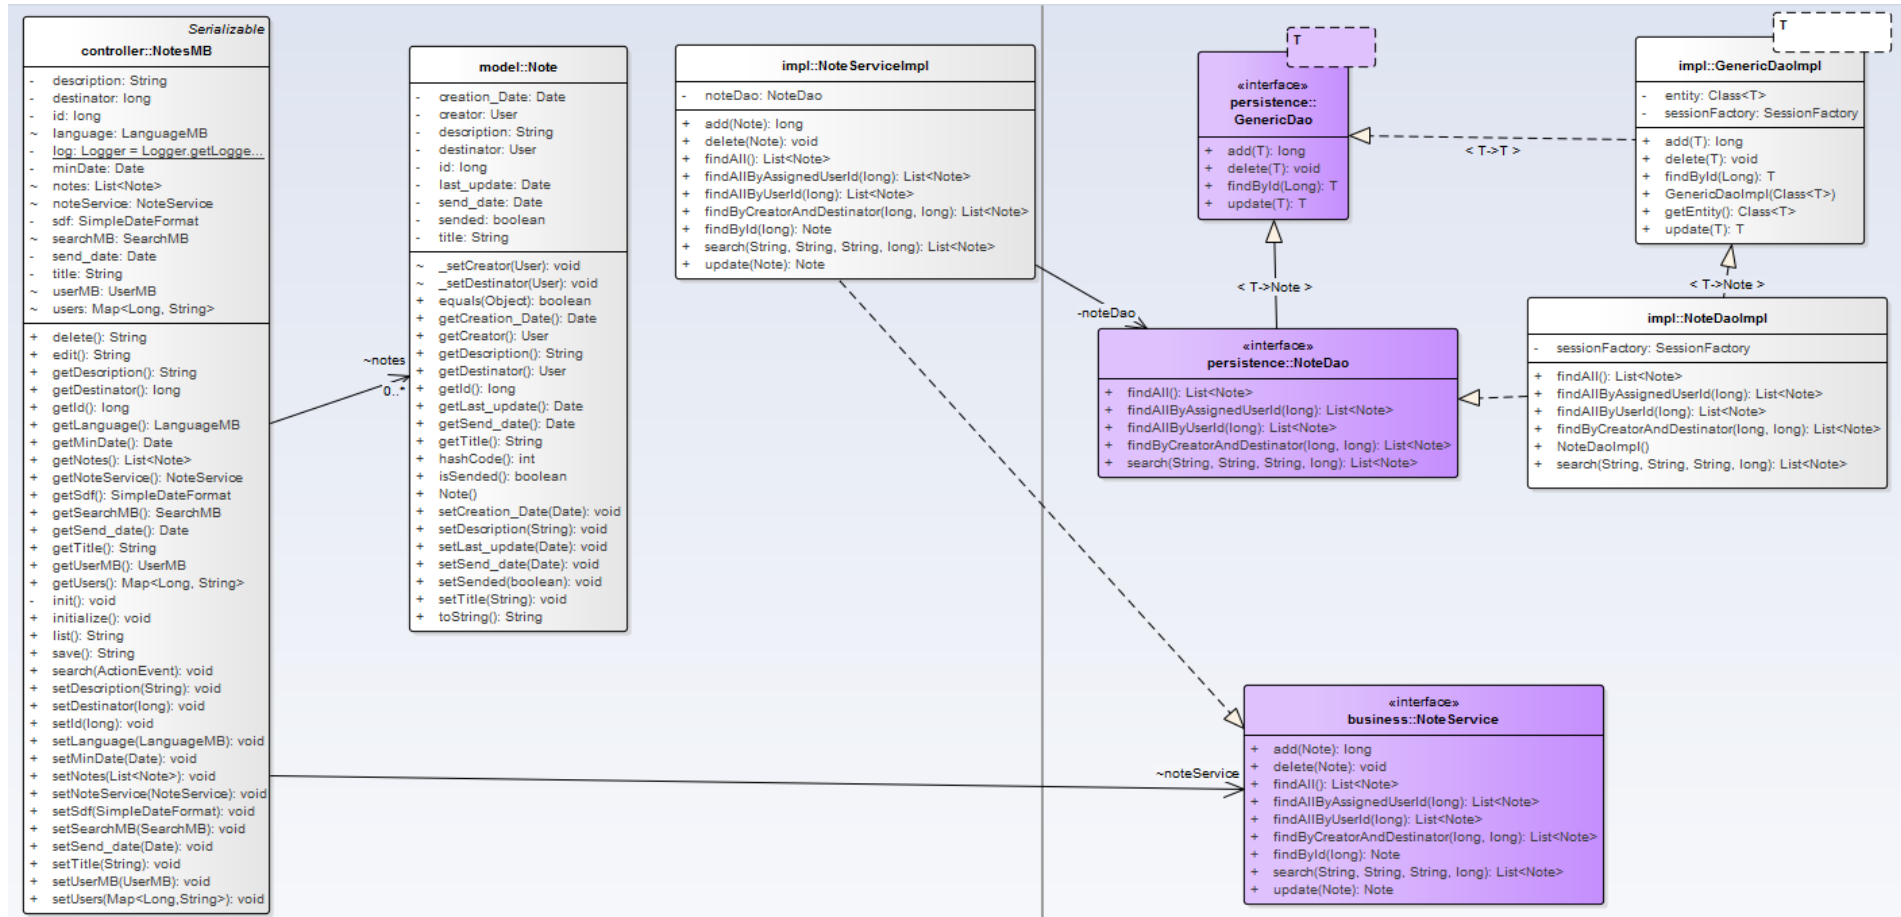 Serializable
controller::NotesMB
- description: String
- destinator: long
- id: long
~ language: LanguageMB
- log: Logger = Logger.getLogge...
- minDate: Date
~ notes: List<Note>
~ noteService: NoteService
- sdf: SimpleDateFormat
~ searchMB: SearchMB
- send_date: Date
- title: String
~ userMB: UserMB
~ users: Map<Long, String>
+ delete(): String
+ edit(): String
+ getDescription(): String
+ getDestinator(): long
+ getId(): long
+ getLanguage(): LanguageMB
+ getMinDate(): Date
+ getNotes(): List<Note>
+ getNoteService(): NoteService
+ getSdf(): SimpleDateFormat
+ getSearchMB(): SearchMB
+ getSend_date(): Date
+ getTitle(): String
+ getUserMB(): UserMB
+ getUsers(): Map<Long, String>
- init(): void
+ initialize(): void
+ list(): String
+ save(): String
+ search(ActionEvent): void
+ setDescription(String): void
+ setDestinator(long): void
+ setId(long): void
+ setLanguage(LanguageMB): void
+ setMinDate(Date): void
+ setNotes(List<Note>): void
+ setNoteService(NoteService): void
+ setSdf(SimpleDateFormat): void
+ setSearchMB(SearchMB): void
+ setSend_date(Date): void
+ setTitle(String): void
+ setUserMB(UserMB): void
+ setUsers(Map<Long,String>): void
~notes
0..*
model::Note
- creation_Date: Date
- creator: User
- description: String
- destinator: User
- id: long
- last_update: Date
- send_date: Date
- sended: boolean
- title: String
~ _setCreator(User): void
~ _setDestinator(User): void
+ equals(Object): boolean
+ getCreation_Date(): Date
+ getCreator(): User
+ getDescription(): String
+ getDestinator(): User
+ getId(): long
+ getLast_update(): Date
+ getSend_date(): Date
+ getTitle(): String
+ hashCode(): int
+ isSended(): boolean
+ Note()
+ setCreation_Date(Date): void
+ setDescription(String): void
+ setLast_update(Date): void
+ setSend_date(Date): void
+ setSended(boolean): void
+ setTitle(String): void
+ toString(): String
impl::NoteServiceImpl
- noteDao: NoteDao
+ add(Note): long
+ delete(Note): void
+ findAll(): List<Note>
+ findAllByAssignedUserId(long): List<Note>
+ findAllByUserId(long): List<Note>
+ findByCreatorAndDestinator(long, long): List<Note>
+ findById(long): Note
+ search(String, String, String, long): List<Note>
+ update(Note): Note
-noteDao
T
«interface»
persistence::
GenericDao
+ add(T): long
+ delete(T): void
+ findById(Long): T
+ update(T): T
< T->T >
T
impl::GenericDaoImpl
- entity: Class<T>
- sessionFactory: SessionFactory
+ add(T): long
+ delete(T): void
+ findById(Long): T
+ GenericDaoImpl(Class<T>)
+ getEntity(): Class<T>
+ update(T): T
< T->Note >
< T->Note >
«interface»
persistence::NoteDao
+ findAll(): List<Note>
+ findAllByAssignedUserId(long): List<Note>
+ findAllByUserId(long): List<Note>
+ findByCreatorAndDestinator(long, long): List<Note>
+ search(String, String, String, long): List<Note>
impl::NoteDaoImpl
- sessionFactory: SessionFactory
+ findAll(): List<Note>
+ findAllByAssignedUserId(long): List<Note>
+ findAllByUserId(long): List<Note>
+ findByCreatorAndDestinator(long, long): List<Note>
+ NoteDaoImpl()
+ search(String, String, String, long): List<Note>
~noteService
«interface»
business::NoteService
+ add(Note): long
+ delete(Note): void
+ findAll(): List<Note>
+ findAllByAssignedUserId(long): List<Note>
+ findAllByUserId(long): List<Note>
+ findByCreatorAndDestinator(long, long): List<Note>
+ findById(long): Note
+ search(String, String, String, long): List<Note>
+ update(Note): Note